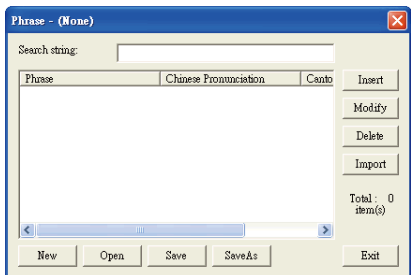 Phrase - (None)
Search string:
Phrase Chinese Pronunciation Canto
Insert
Modify
Delete
Import
Total : 0
item(s)
New Open Save SaveAs Exit